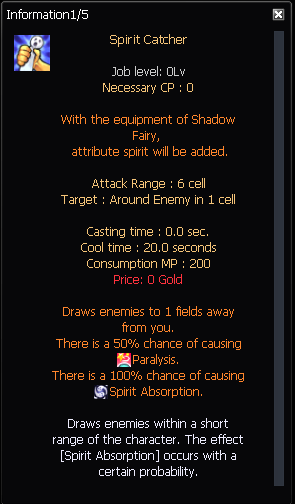 Information1/5
Spirit Catcher
Job level: 0Lv
Necessary CP : 0
With the equipment of Shadow
Fairy,
attribute spirit will be added.
Attack Range : 6 cell
Target : Around Enemy in 1 cell
Casting time : 0.0 sec.
Cool time : 20.0 seconds
Consumption MP : 200
Price: 0 Gold
Draws enemies to 1 fields away
from you.
There is a 50% chance of causing
Paralysis.
There is a 100% chance of causing
Spirit Absorption.
Draws enemies within a short
range of the character. The effect
[Spirit Absorption] occurs with a
certain probability.